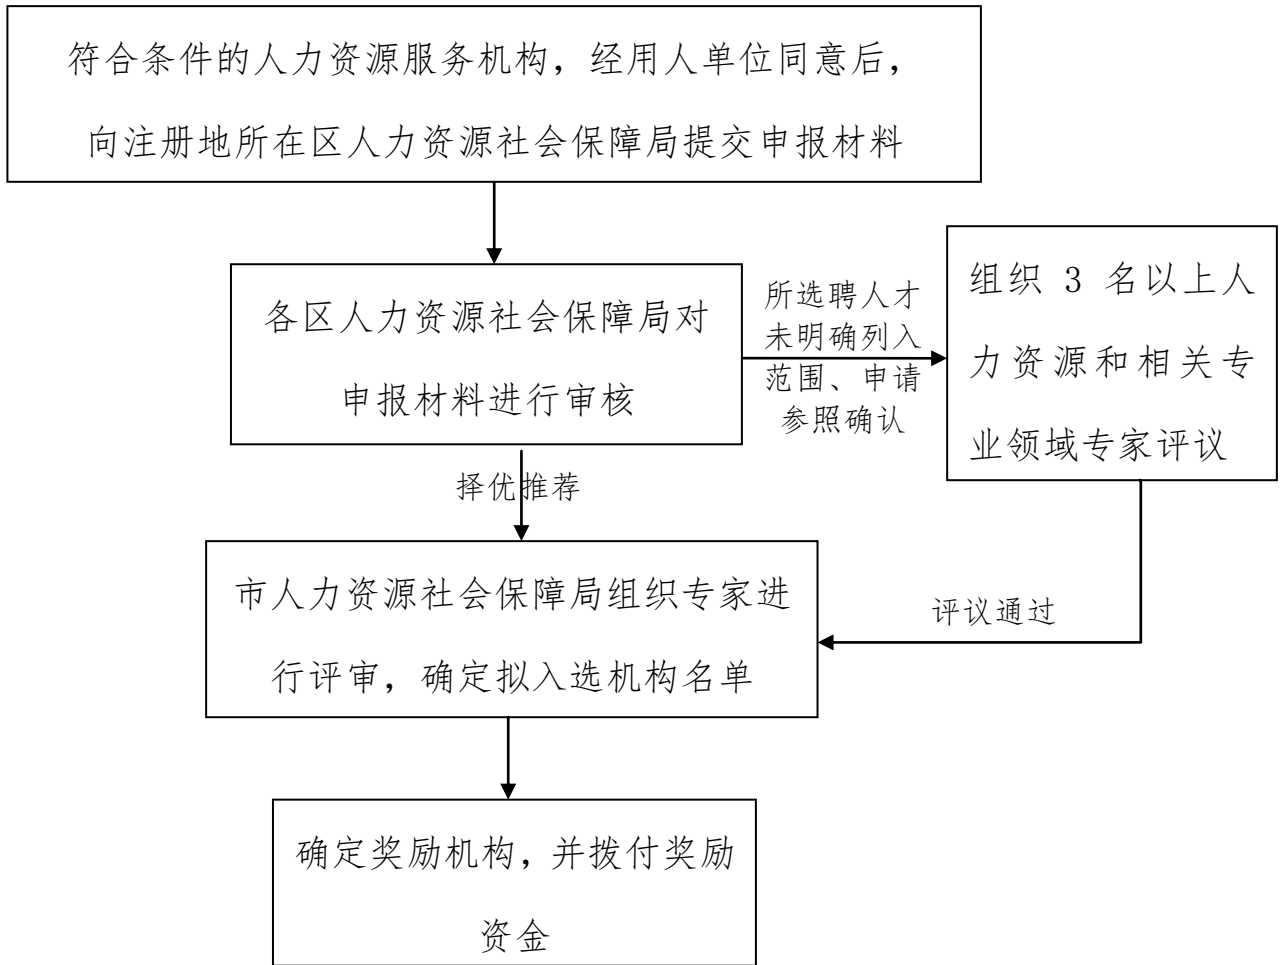 符合条件的人力资源服务机构，经用人单位同意后，
向注册地所在区人力资源社会保障局提交申报材料
各区人力资源社会保障局对
申报材料进行审核
所选聘人才
未明确列入
范围、申请
参照确认
组织 3 名以上人
力资源和相关专
业领域专家评议
择优推荐
市人力资源社会保障局组织专家进
行评审，确定拟入选机构名单
评议通过
确定奖励机构，并拨付奖励
资金